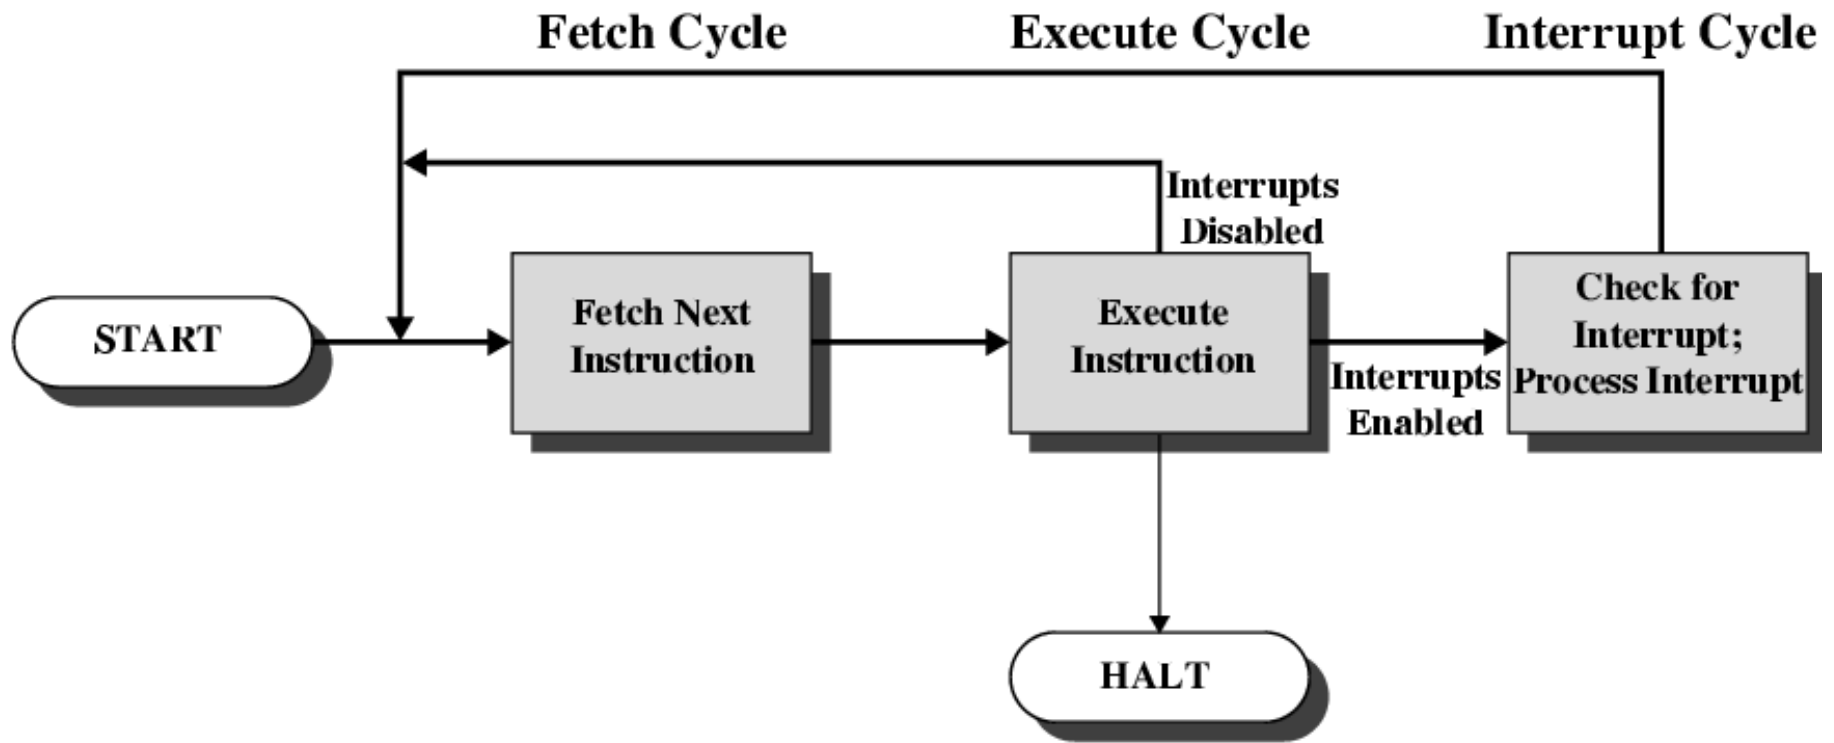 Fetch Cycle
Execute Cycle
Interrupt Cycle
Interrupts
Disabled
START
Fetch Next
Instruction
Execute
Instruction
Interrupts
Enabled
Check for
Interrupt;
Process Interrupt
HALT